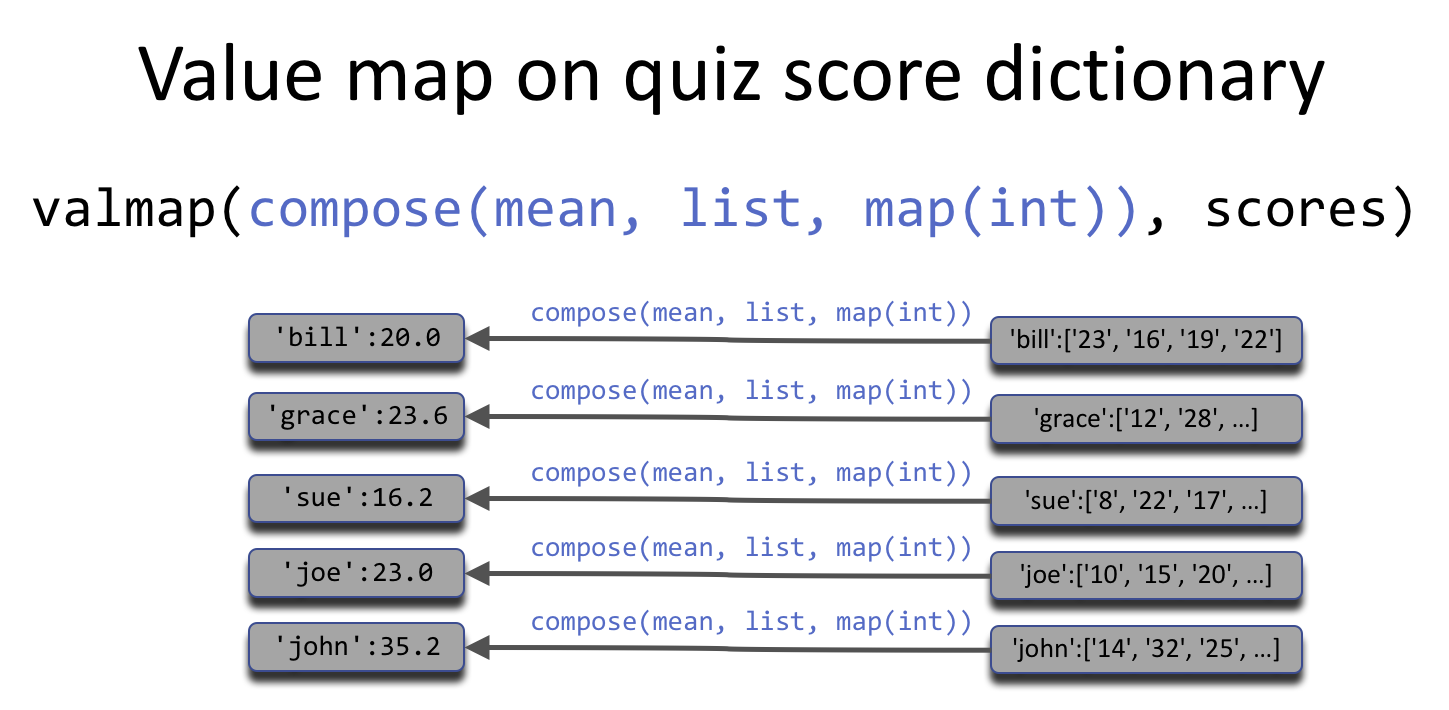 Value map on quiz score dictionary
valmap(compose(mean, list, map(int)), scores)
compose(mean, list, map(int))
'bill':20.0
'bill':['23', '16', '19', '22']
compose(mean, list, map(int))
'grace':23.6
'grace':['12', '28', ...]
compose(mean, list, map(int))
'sue':16.2
'sue':['8', '22', '17', ...]
compose(mean, list, map(int))
'joe':23.0
'joe':['10', '15', '20', ...]
compose(mean, list, map(int))
'john':35.2
'john':['14', '32', '25', ...]